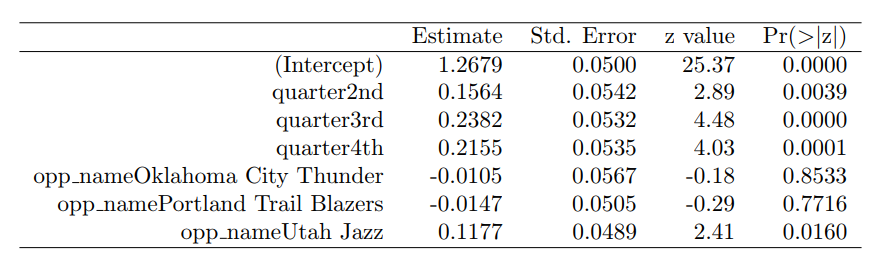 Estimate Std. Error z value Pr(>|z|)
(Intercept) 1.2679 0.0500 25.37 0.0000
quarter2nd 0.1564 0.0542 2.89 0.0039
quarter3rd 0.2382 0.0532 4.48 0.0000
quarter4th 0.2155 0.0535 4.03 0.0001
opp_nameOklahoma City Thunder -0.0105 0.0567 -0.18 0.8533
opp_namePortland Trail Blazers -0.0147 0.0505 -0.29 0.7716
opp_nameUtah Jazz 0.1177 0.0489 2.41 0.0160